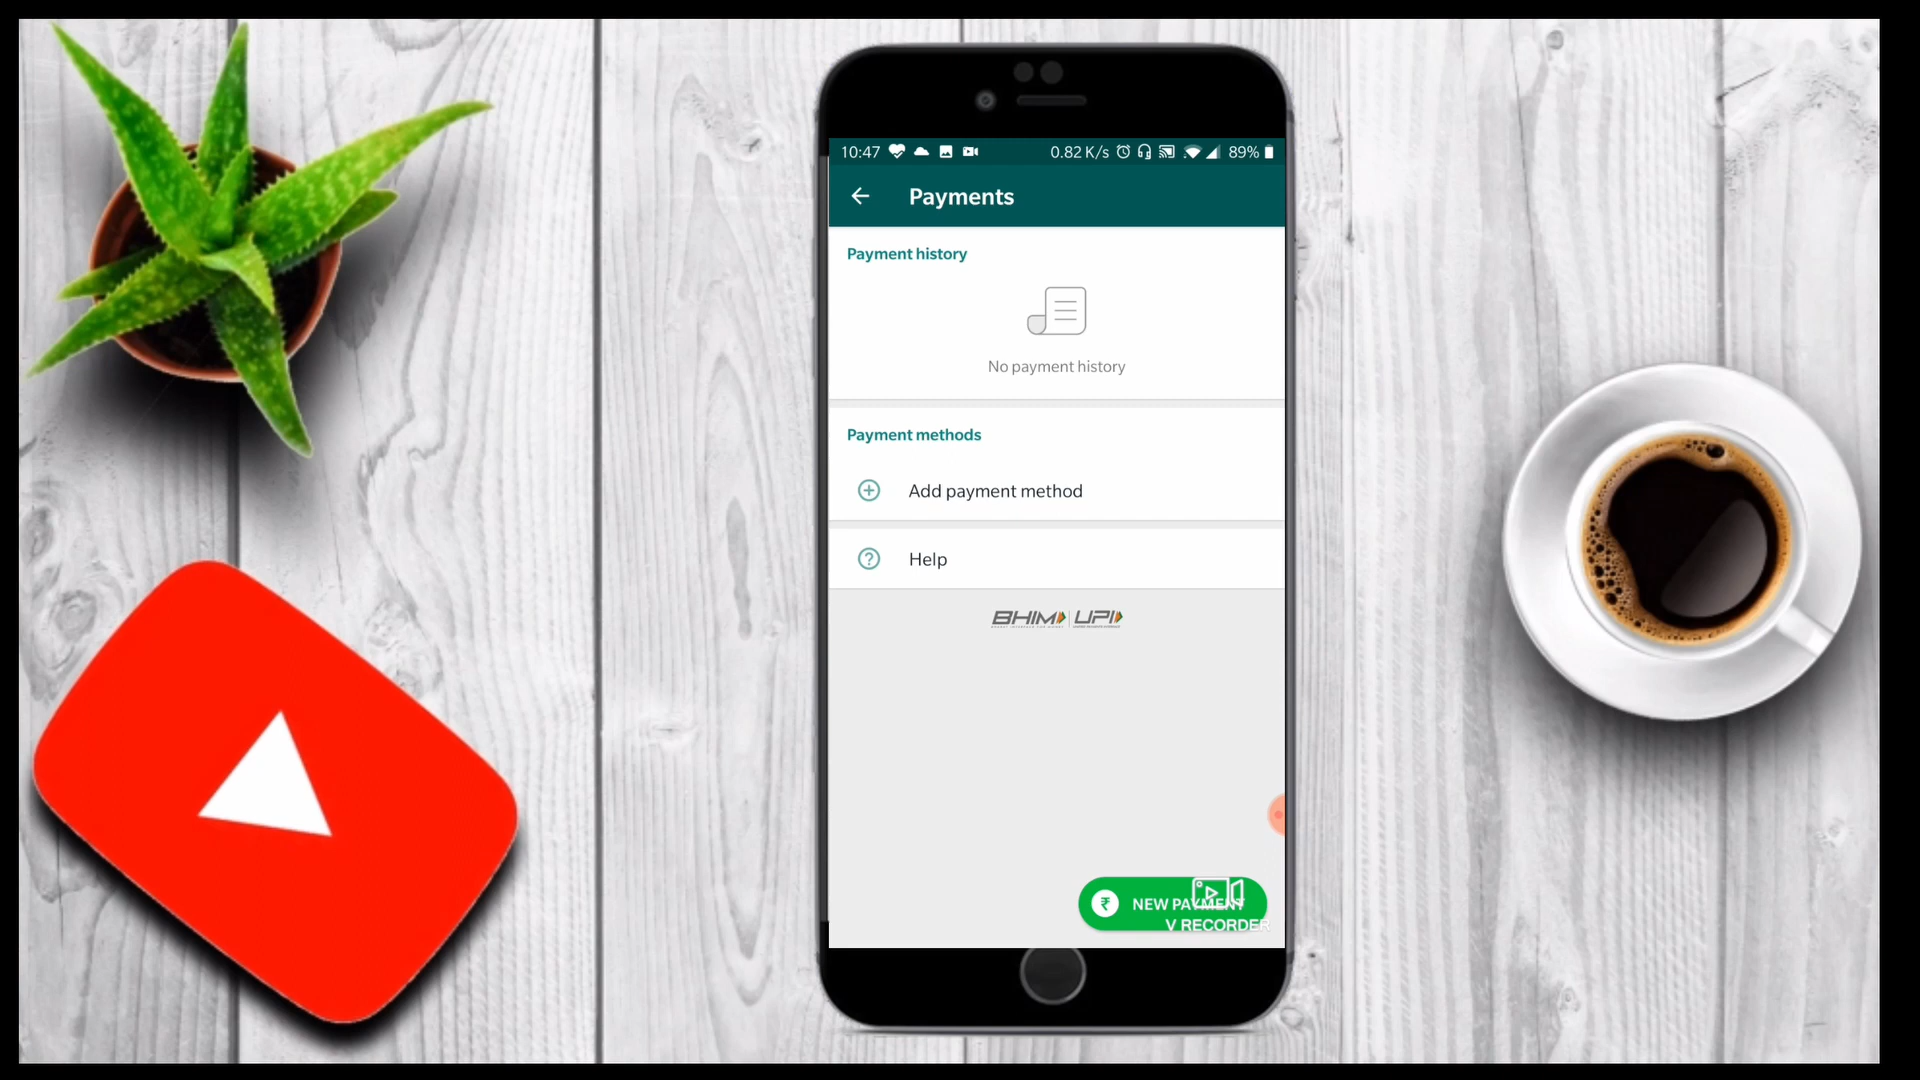 10:47 0.82 K/s 89%
Payments
Payment history
No payment history
Payment methods
Add payment method
Help
BHIM UPI
NEW PAYMENT
V RECORDER